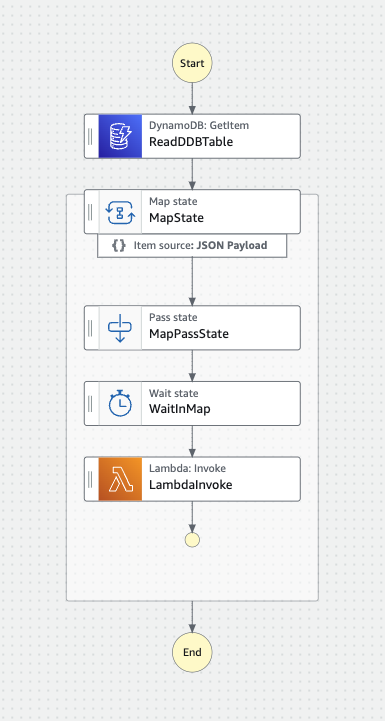 Start
DynamoDB: GetItem
ReadDDBTable
Map state
MapState
{} Item source: JSON Payload
Pass state
MapPassState
Wait state
WaitInMap
Lambda: Invoke
LambdaInvoke
End